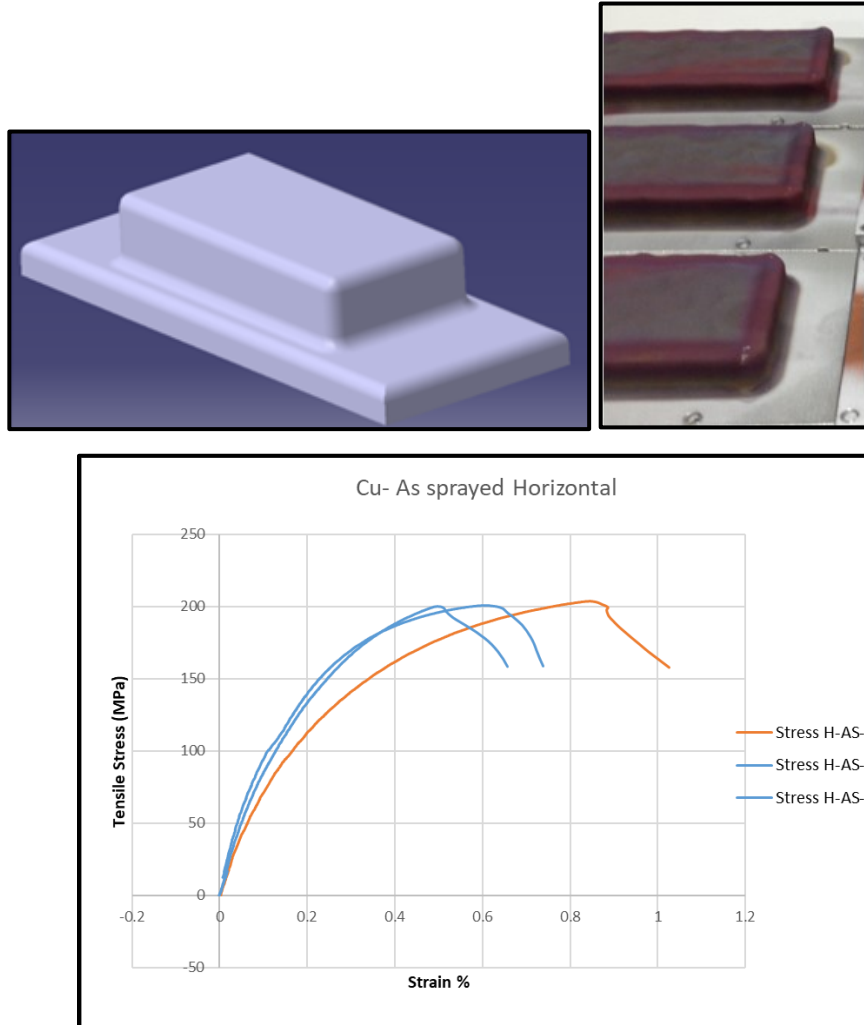 Cu- As sprayed Horizontal
250
200
150
100
50
0
-50
-0.2
0
0.2
0.4
0.6
0.8
1
1.2
Tensile Stress (MPa)
Strain %
Stress H-AS-
Stress H-AS-
Stress H-AS-